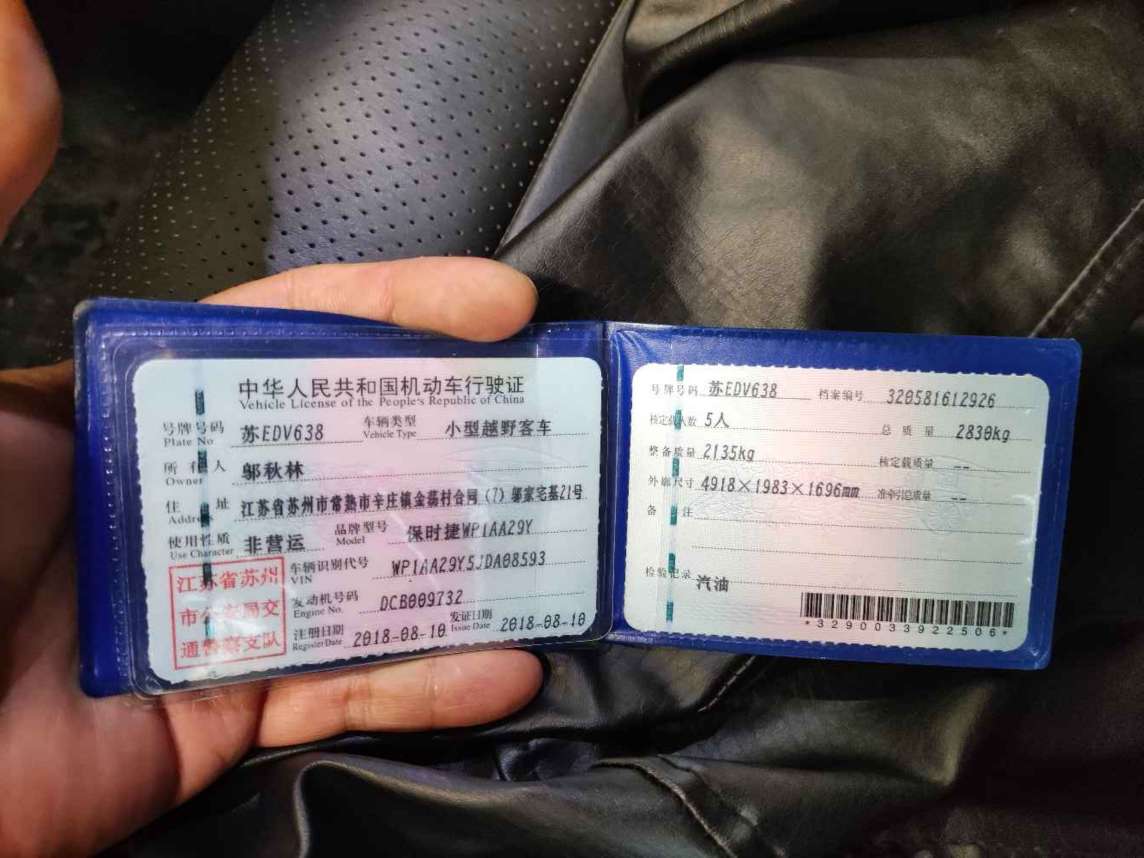 中华人民共和国机动车行驶证
Vehicle License of the People's Republic of China
号牌号码 苏EDV638 车辆类型 小型越野客车
Plate No Vehicle Type
所有人 邬秋林
Owner
住址 江苏省苏州市常熟市辛庄镇金荡村合同(7)邬家宅基21号
Address
使用性质 非营运 品牌型号 保时捷WP1AA29Y
Use Character Model
车辆识别代号 WP1AA29Y5JDA08593
VIN
发动机号码 DCB009732
Engine No.
注册日期 2018-08-10 发证日期 2018-08-10
Register Date Issue Date
江苏省苏州
市公安局交
通警察支队
号牌号码 苏EDV638 档案编号 320581612926
核定载人数 5人 总质量 2830kg
整备质量 2135kg 核定载质量 --
外廓尺寸 4918×1983×1696mm 准牵引总质量 --
备注
检验记录 汽油
*3290033922506*